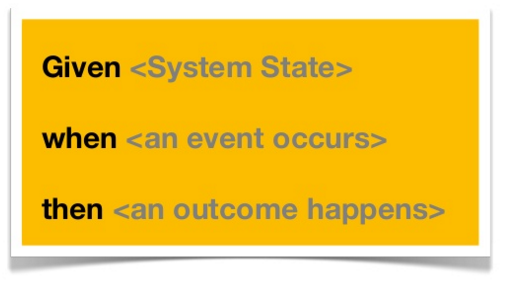 Given <System State>
when <an event occurs>
then <an outcome happens>